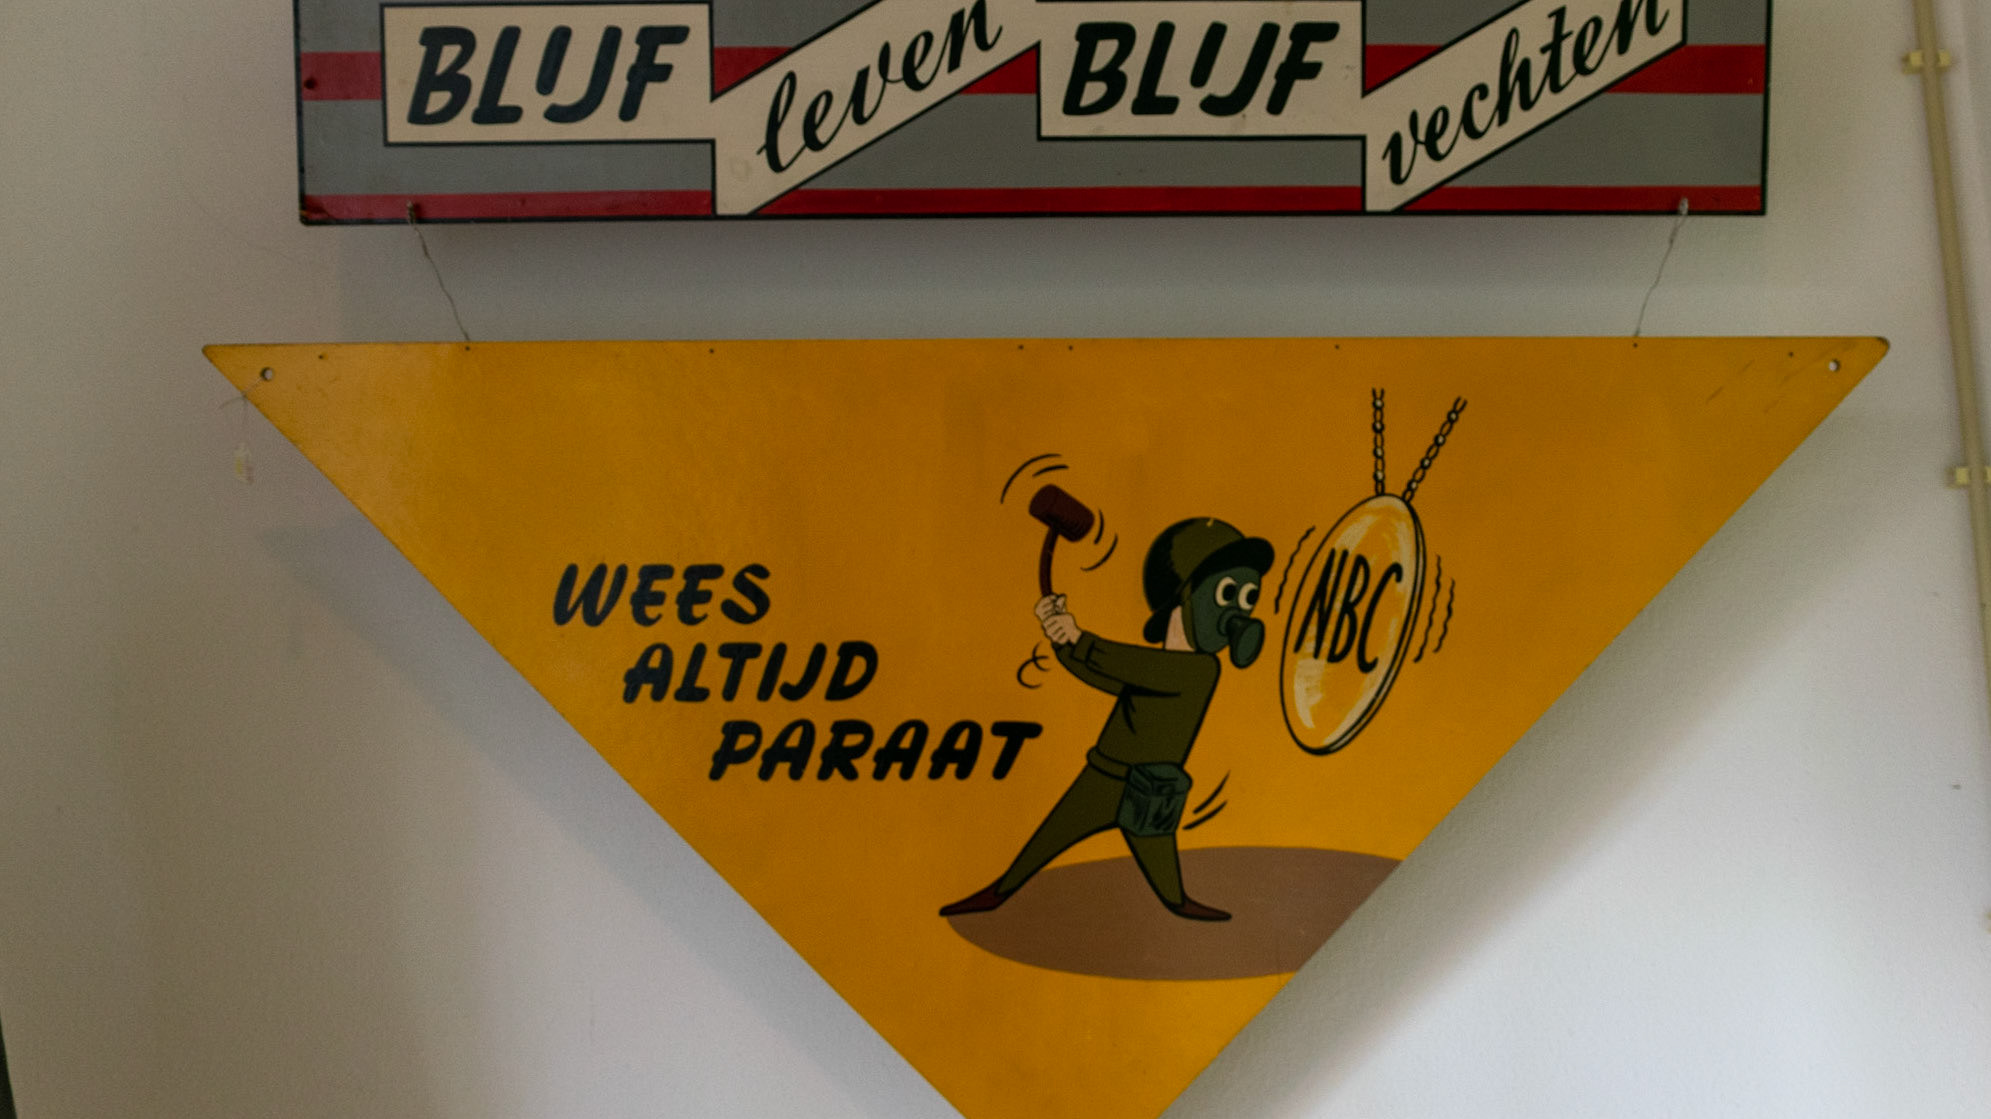 BLIJF leven BLIJF vechten
WEES
ALTIJD
PARAAT
NBC